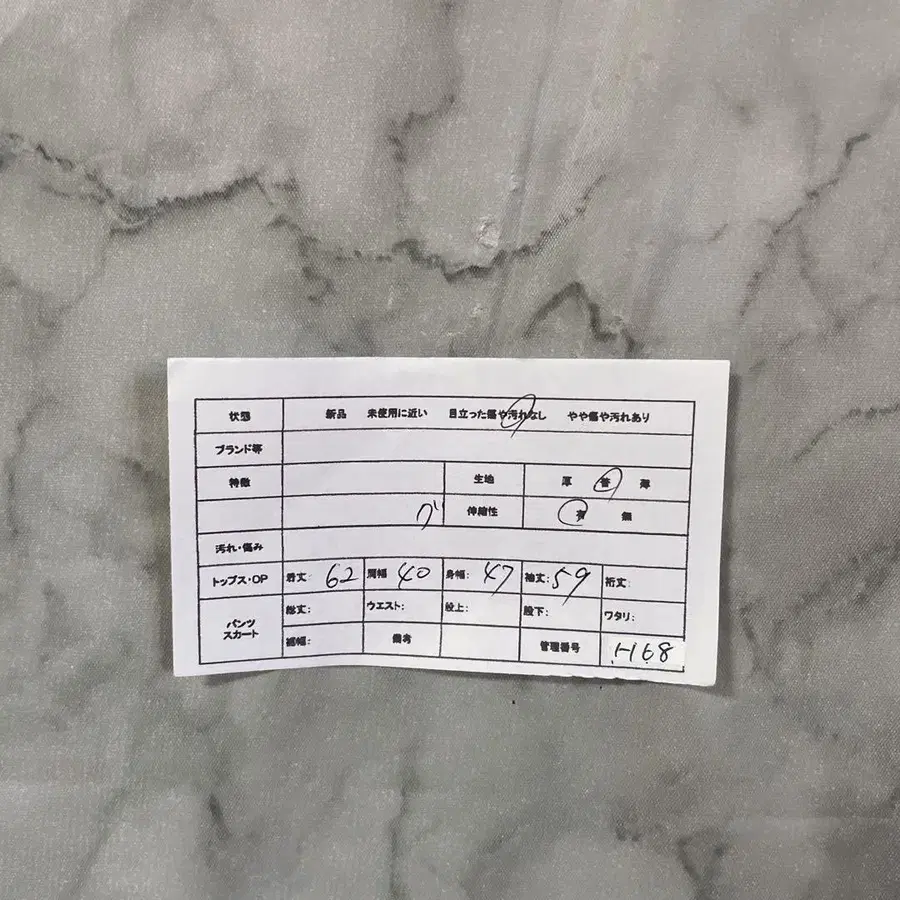 状態 新品 未使用に近い 目立った傷や汚れなし やや傷や汚れあり
ブランド等
特徴 生地 厚 普 薄
グ 伸縮性 有 無
汚れ・傷み
トップス・OP 着丈: 62 肩幅 40 身幅: 47 袖丈: 59 裄丈:
パンツ スカート 総丈: ウエスト: 股上: 股下: ワタリ:
裾幅: 備考 管理番号 H68